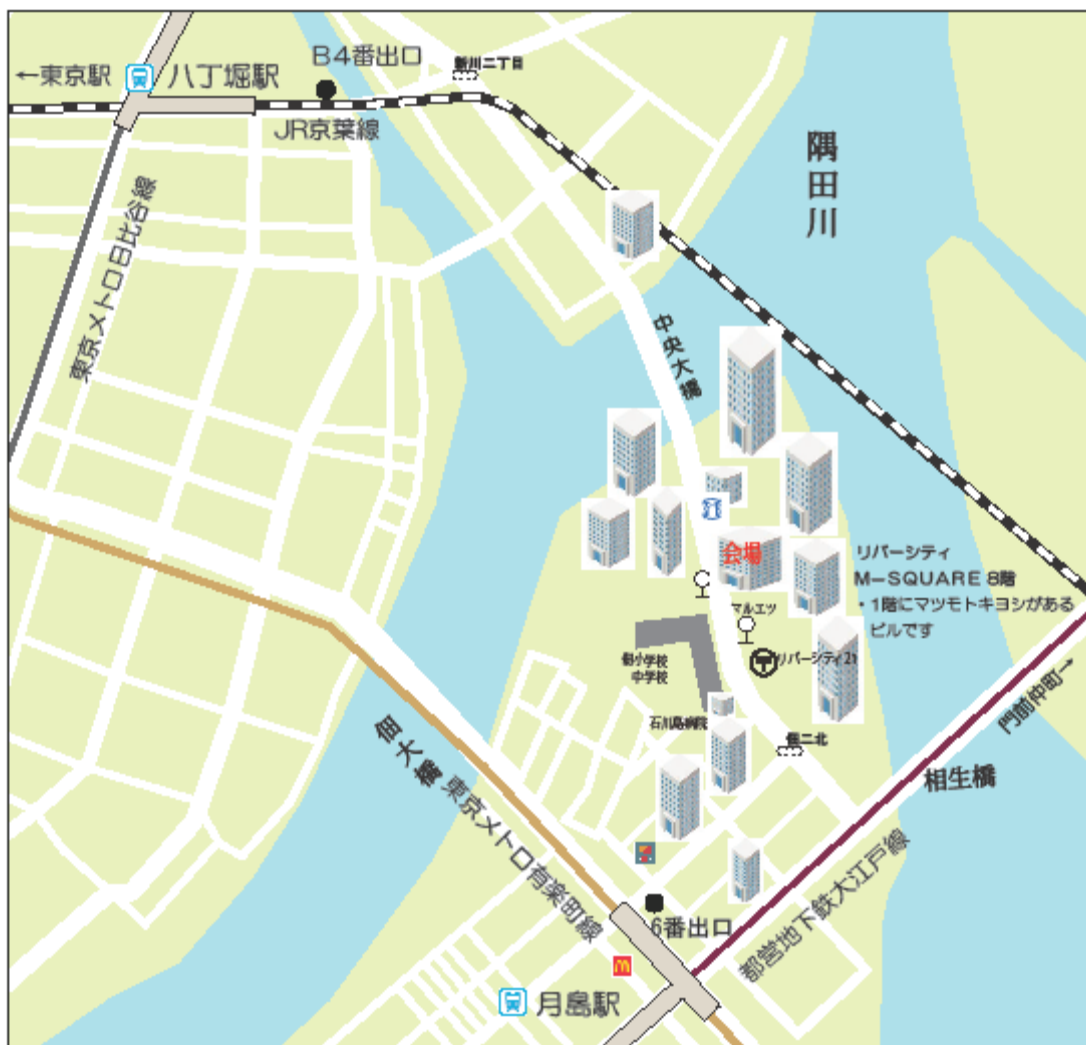 B4番出口
新川二丁目
←東京駅
八丁堀駅
JR京葉線
隅田川
東京メトロ日比谷線
中央大橋
会場
リバーシティ
M-SQUARE 8階
・1階にマツモトキヨシがある
ビルです
マルエツ
佃小学校
中学校
リバーシティ21
石川島病院
佃二北
門前仲町→
相生橋
佃大橋
東京メトロ有楽町線
都営地下鉄大江戸線
6番出口
月島駅